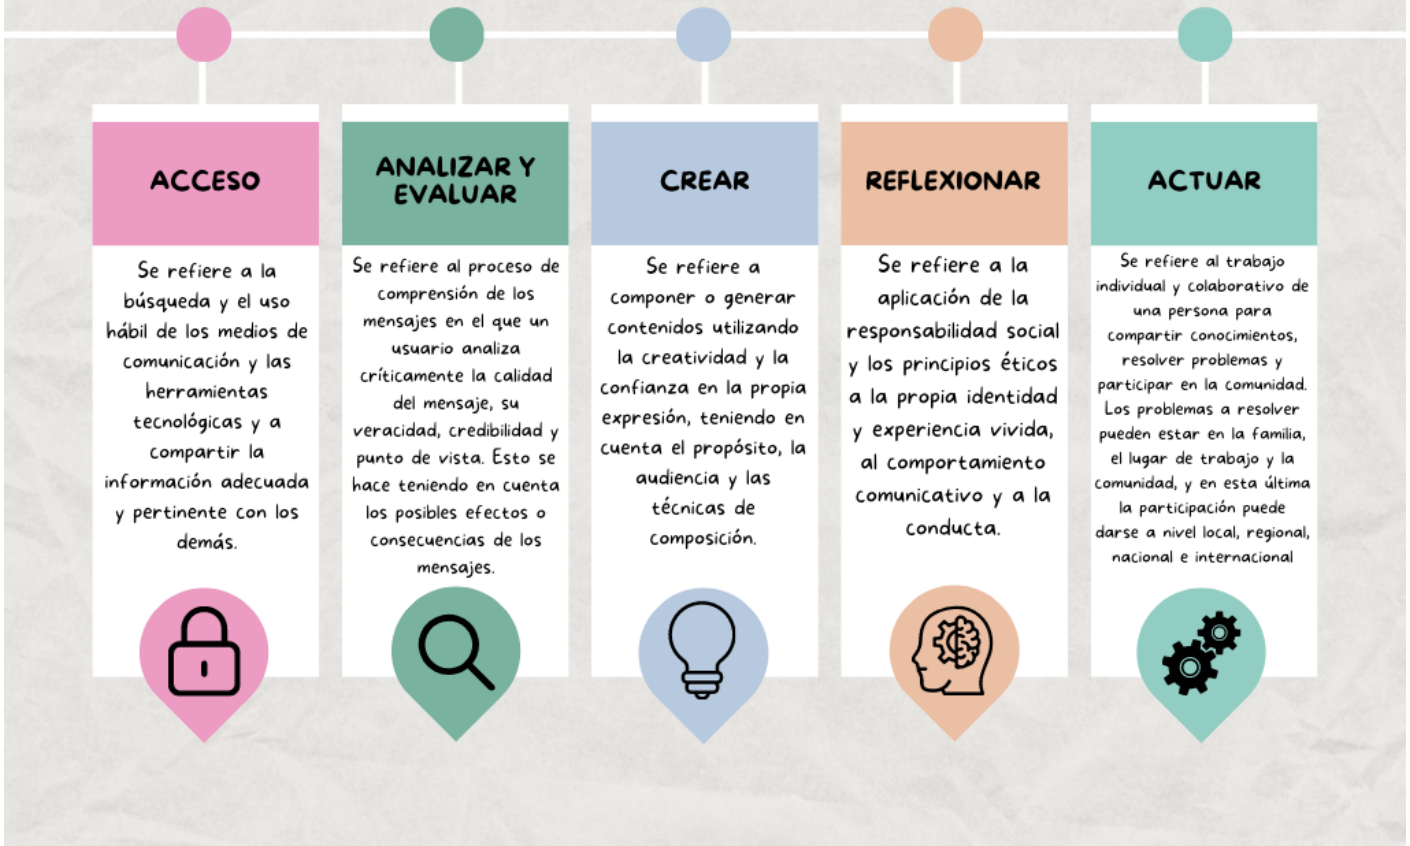 ACCESO
Se refiere a la
búsqueda y el uso
hábil de los medios de
comunicación y las
herramientas
tecnológicas y a
compartir la
información adecuada
y pertinente con los
demás.
ANALIZAR Y
EVALUAR
Se refiere al proceso de
comprensión de los
mensajes en el que un
usuario analiza
críticamente la calidad
del mensaje, su
veracidad, credibilidad y
punto de vista. Esto se
hace teniendo en cuenta
los posibles efectos o
consecuencias de los
mensajes.
CREAR
Se refiere a
componer o generar
contenidos utilizando
la creatividad y la
confianza en la propia
expresión, teniendo en
cuenta el propósito, la
audiencia y las
técnicas de
composición.
REFLEXIONAR
Se refiere a la
aplicación de la
responsabilidad social
y los principios éticos
a la propia identidad
y experiencia vivida,
al comportamiento
comunicativo y a la
conducta.
ACTUAR
Se refiere al trabajo
individual y colaborativo de
una persona para
compartir conocimientos,
resolver problemas y
participar en la comunidad.
Los problemas a resolver
pueden estar en la familia,
el lugar de trabajo y la
comunidad, y en esta última
la participación puede
darse a nivel local, regional,
nacional e internacional